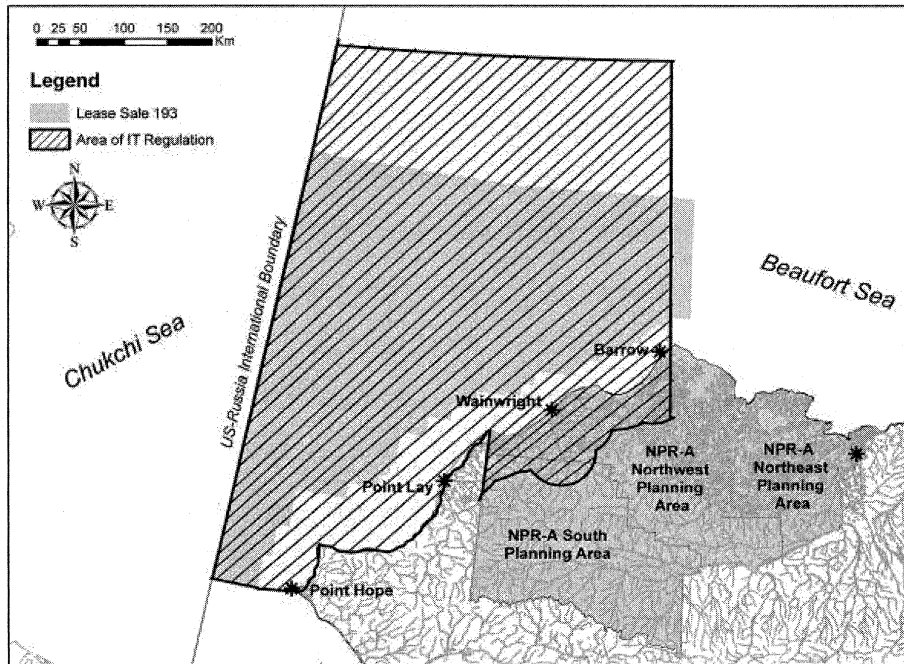 0 25 50 100 150 200
Km
Legend
Lease Sale 193
Area of IT Regulation
N
W E
S
US-Russia International Boundary
Chukchi Sea
Beaufort Sea
Barrow
Wainwright
Point Lay
Point Hope
NPR-A
Northwest
Planning
Area
NPR-A
Northeast
Planning
Area
NPR-A South
Planning Area